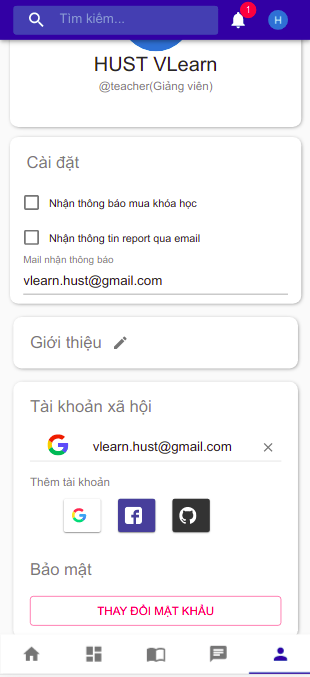 Tìm kiếm...
1
H
HUST VLearn
@teacher(Giảng viên)
Cài đặt
Nhận thông báo mua khóa học
Nhận thông tin report qua email
Mail nhận thông báo
vlearn.hust@gmail.com
Giới thiệu
Tài khoản xã hội
vlearn.hust@gmail.com
Thêm tài khoản
Bảo mật
THAY ĐỔI MẬT KHẨU